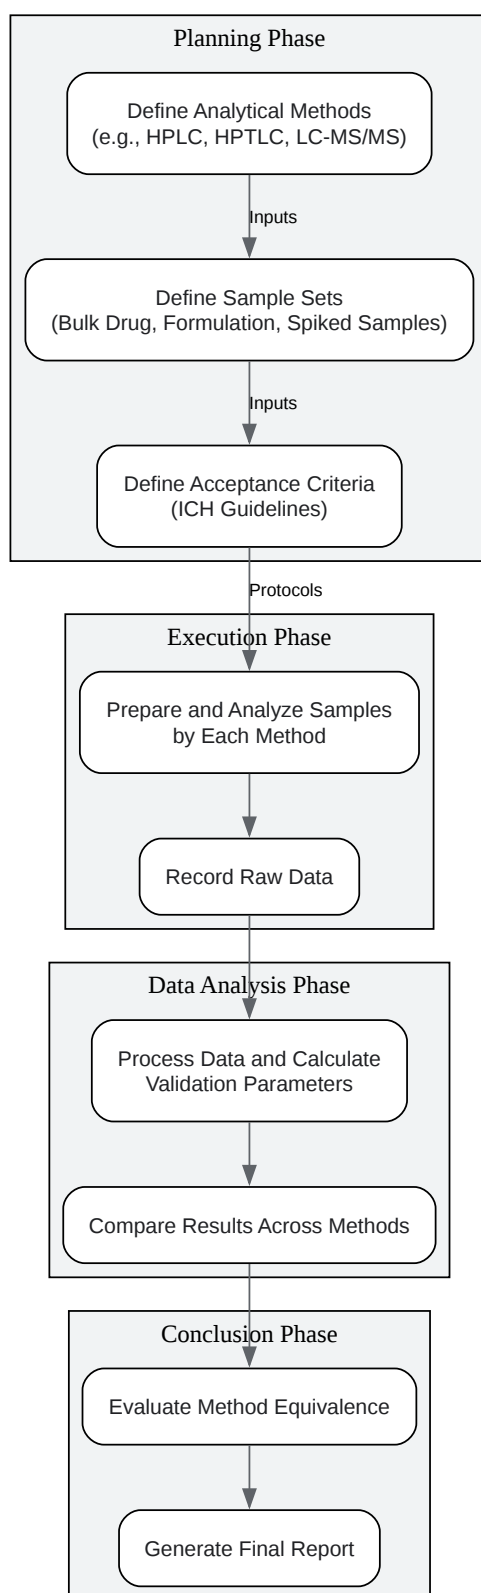 Planning Phase
Define Analytical Methods
(e.g., HPLC, HPTLC, LC-MS/MS)
Inputs
Define Sample Sets
(Bulk Drug, Formulation, Spiked Samples)
Inputs
Define Acceptance Criteria
(ICH Guidelines)
Protocols
Execution Phase
Prepare and Analyze Samples
by Each Method
Record Raw Data
Data Analysis Phase
Process Data and Calculate
Validation Parameters
Compare Results Across Methods
Conclusion Phase
Evaluate Method Equivalence
Generate Final Report